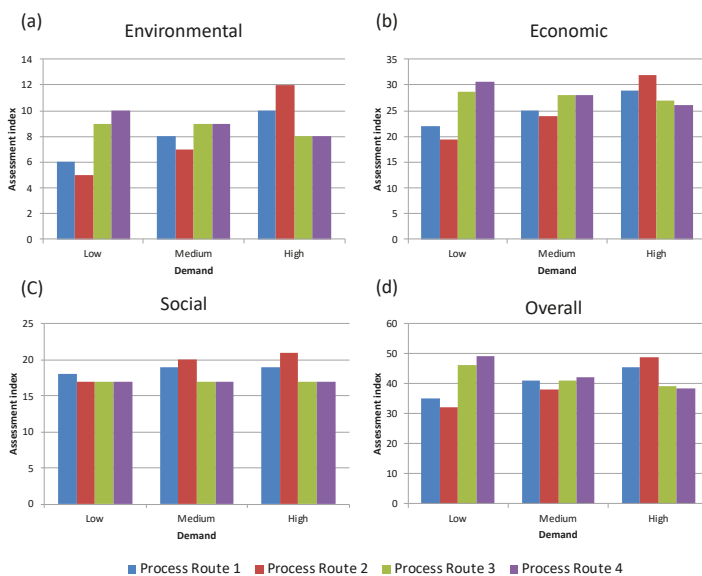 (a)
Environmental
14
12
10
8
6
4
2
0
Assessment index
Low Medium High
Demand
(b)
Economic
35
30
25
20
15
10
5
0
Assessment index
Low Medium High
Demand
(C)
Social
25
20
15
10
5
0
Assessment index
Low Medium High
Demand
(d)
Overall
60
50
40
30
20
10
0
Assessment index
Low Medium High
Demand
Process Route 1 Process Route 2 Process Route 3 Process Route 4